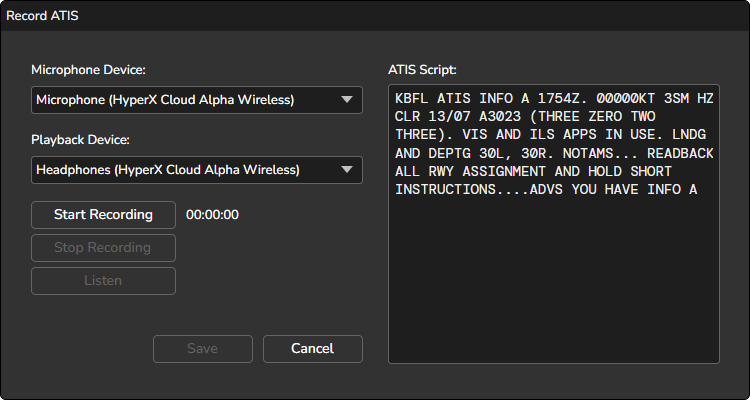 Record ATIS
Microphone Device:
Microphone (HyperX Cloud Alpha Wireless)
Playback Device:
Headphones (HyperX Cloud Alpha Wireless)
Start Recording
00:00:00
Stop Recording
Listen
Save
Cancel
ATIS Script:
KBFL ATIS INFO A 1754Z. 00000KT 3SM HZ
CLR 13/07 A3023 (THREE ZERO TWO
THREE). VIS AND ILS APPS IN USE. LNDG
AND DEPTG 30L, 30R. NOTAMS... READBACK
ALL RWY ASSIGNMENT AND HOLD SHORT
INSTRUCTIONS....ADVS YOU HAVE INFO A